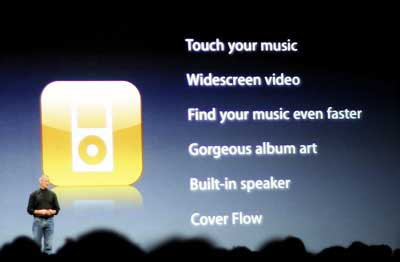 Touch your music
Widescreen video
Find your music even faster
Gorgeous album art
Built-in speaker
Cover Flow